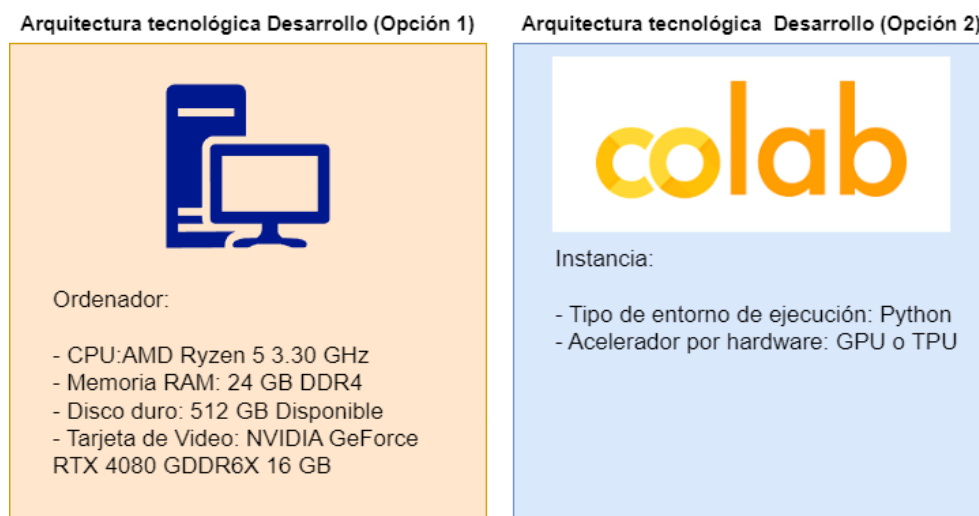 Arquitectura tecnológica Desarrollo (Opción 1)
Ordenador:
- CPU:AMD Ryzen 5 3.30 GHz
- Memoria RAM: 24 GB DDR4
- Disco duro: 512 GB Disponible
- Tarjeta de Video: NVIDIA GeForce
RTX 4080 GDDR6X 16 GB
Arquitectura tecnológica Desarrollo (Opción 2)
colab
Instancia:
- Tipo de entorno de ejecución: Python
- Acelerador por hardware: GPU o TPU